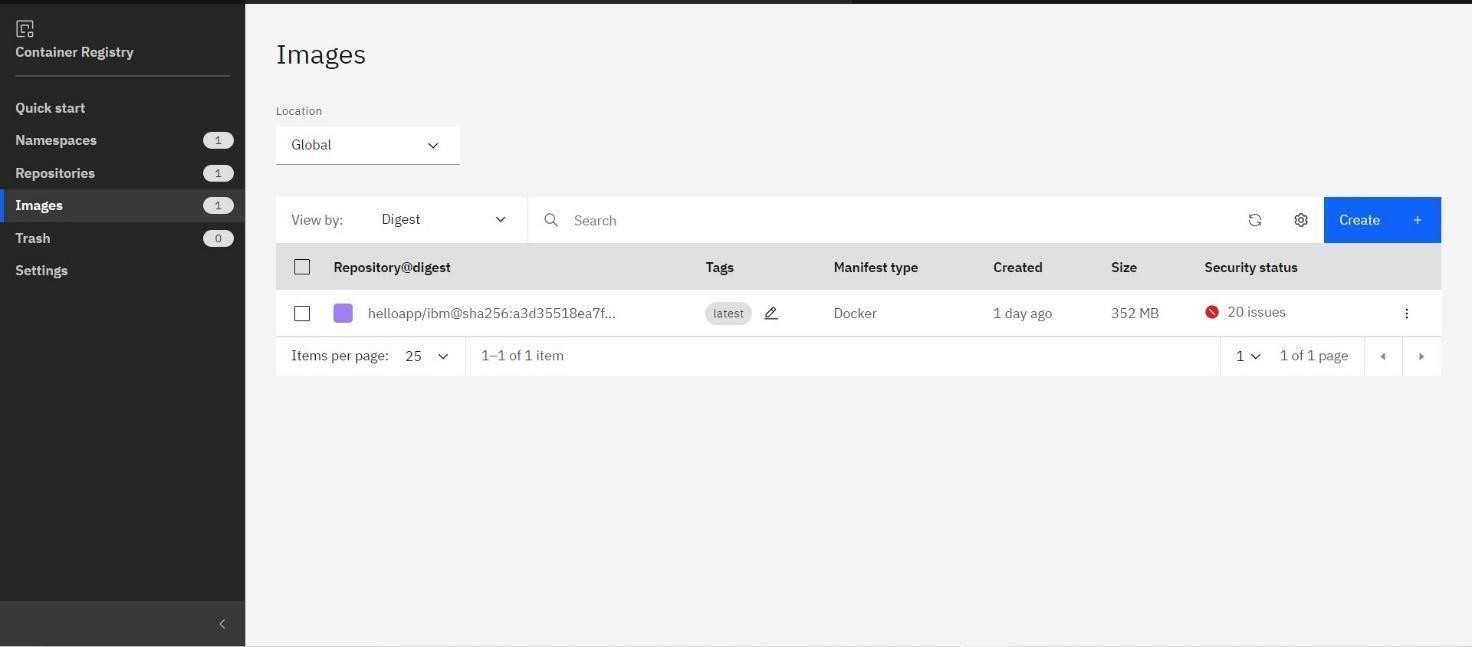 Container Registry
Quick start
Namespaces 1
Repositories 1
Images 1
Trash 0
Settings
Images
Location
Global
View by: Digest Search Create +
Repository@digest Tags Manifest type Created Size Security status
helloapp/ibm@sha256:a3d35518ea7f... latest Docker 1 day ago 352 MB 20 issues
Items per page: 25 1–1 of 1 item 1 1 of 1 page